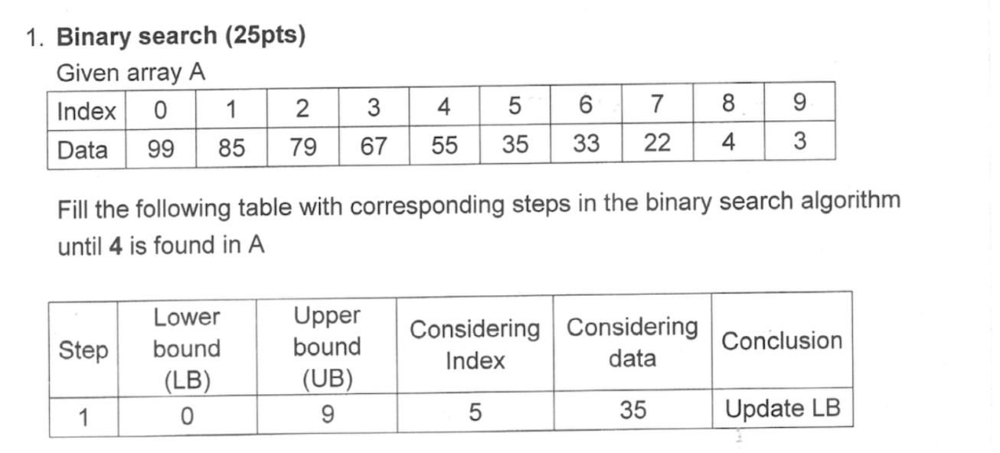 1. Binary search (25pts)
Given array A
Index 0 1 2 3 4 5 6 7 8 9
Data 99 85 79 67 55 35 33 22 4 3
Fill the following table with corresponding steps in the binary search algorithm
until 4 is found in A
Step Lower bound (LB) Upper bound (UB) Considering Index Considering data Conclusion
1 0 9 5 35 Update LB